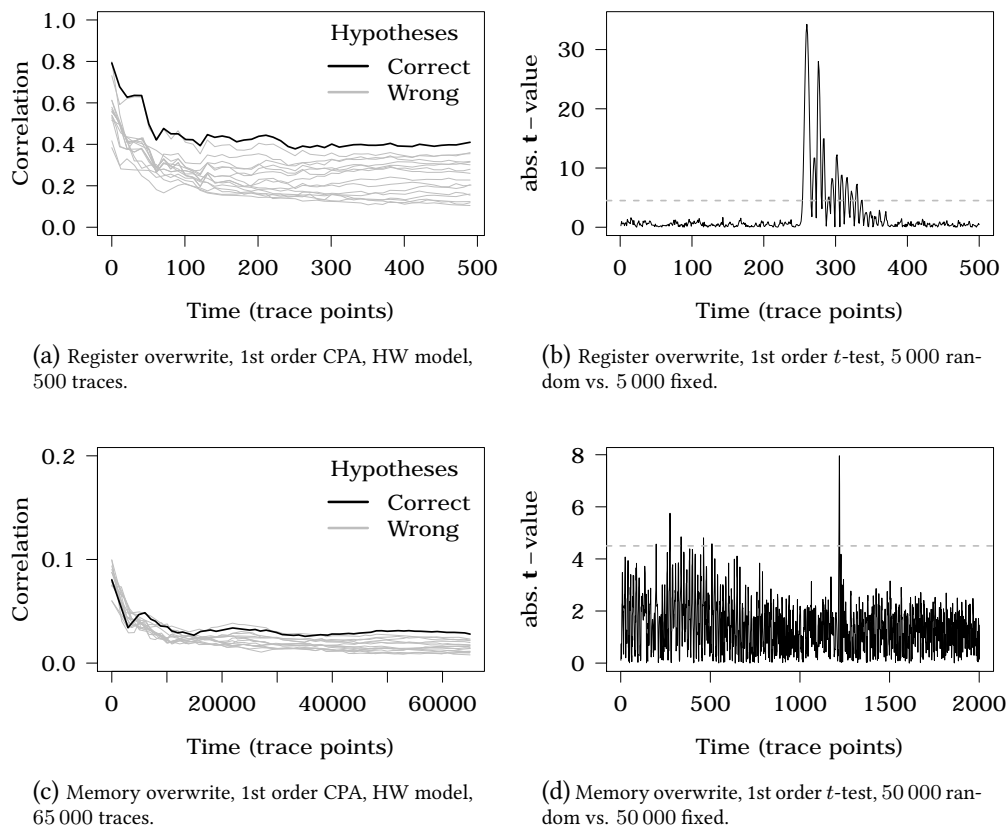 Hypotheses
Correct
Wrong
Correlation
1.0
0.8
0.6
0.4
0.2
0.0
0 100 200 300 400 500
Time (trace points)
(a) Register overwrite, 1st order CPA, HW model,
500 traces.
abs. t – value
30
20
10
0
0 100 200 300 400 500
Time (trace points)
(b) Register overwrite, 1st order t-test, 5 000 ran-
dom vs. 5 000 fixed.
Hypotheses
Correct
Wrong
Correlation
0.2
0.1
0.0
0 20000 40000 60000
Time (trace points)
(c) Memory overwrite, 1st order CPA, HW model,
65 000 traces.
abs. t – value
8
6
4
2
0
0 500 1000 1500 2000
Time (trace points)
(d) Memory overwrite, 1st order t-test, 50 000 ran-
dom vs. 50 000 fixed.